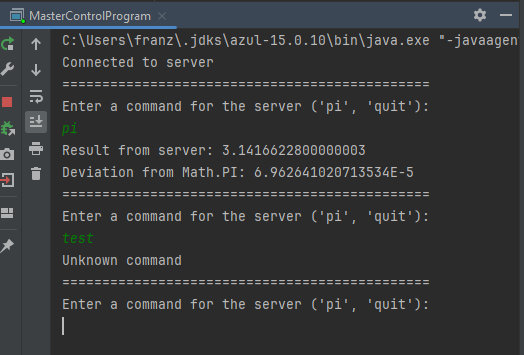 MasterControlProgram
C:\Users\franz\.jdks\azul-15.0.10\bin\java.exe "-javaagen
Connected to server
=============================================
Enter a command for the server ('pi', 'quit'):
pi
Result from server: 3.1416622800000003
Deviation from Math.PI: 6.962641020713534E-5
=============================================
Enter a command for the server ('pi', 'quit'):
test
Unknown command
=============================================
Enter a command for the server ('pi', 'quit'):